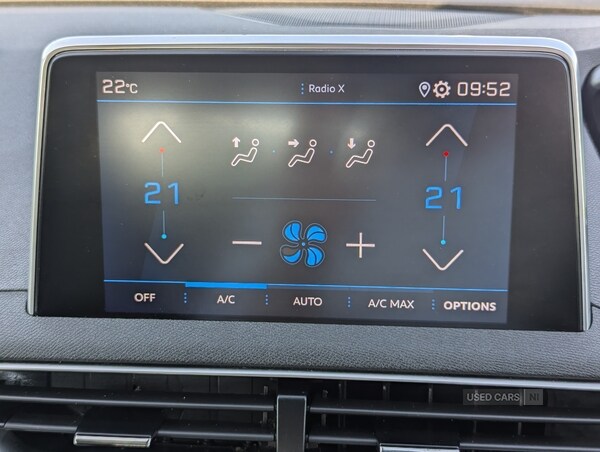 22°C Radio X 09:52
21 21
OFF A/C AUTO A/C MAX OPTIONS
USED CARS NI